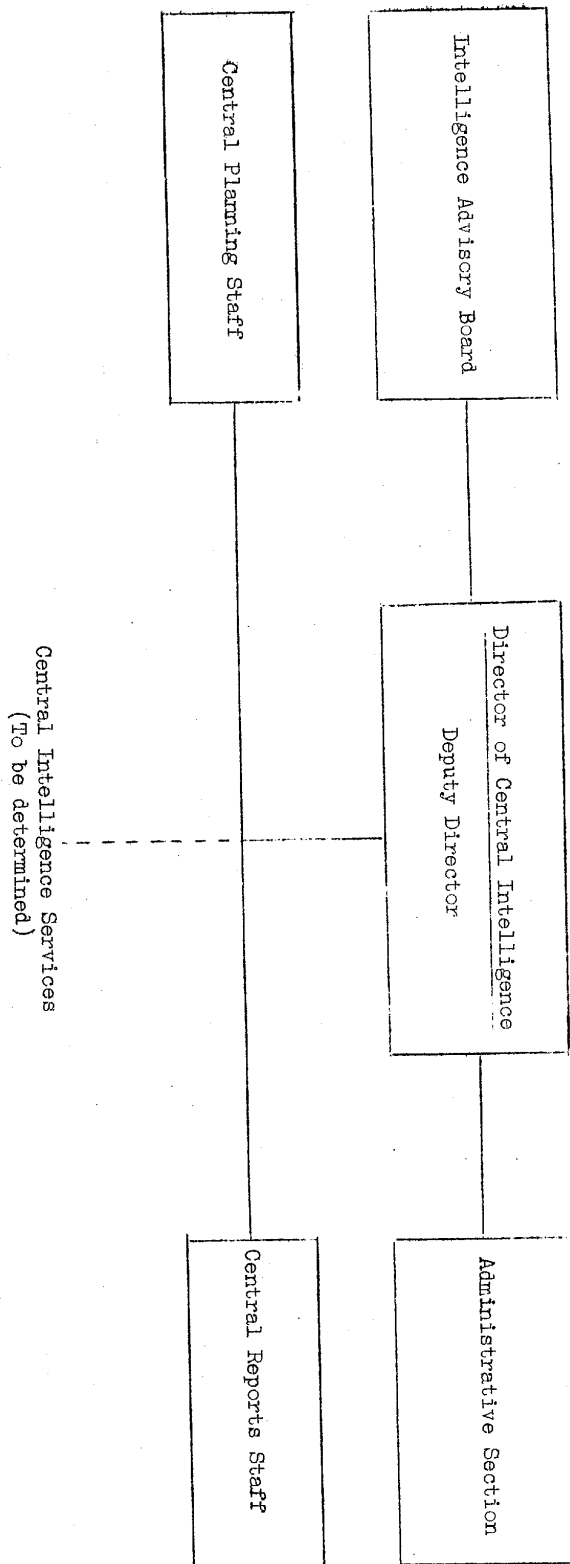 Intelligence Advisory Board
Director of Central Intelligence
Deputy Director
Administrative Section
Central Planning Staff
Central Reports Staff
Central Intelligence Services
(To be determined)